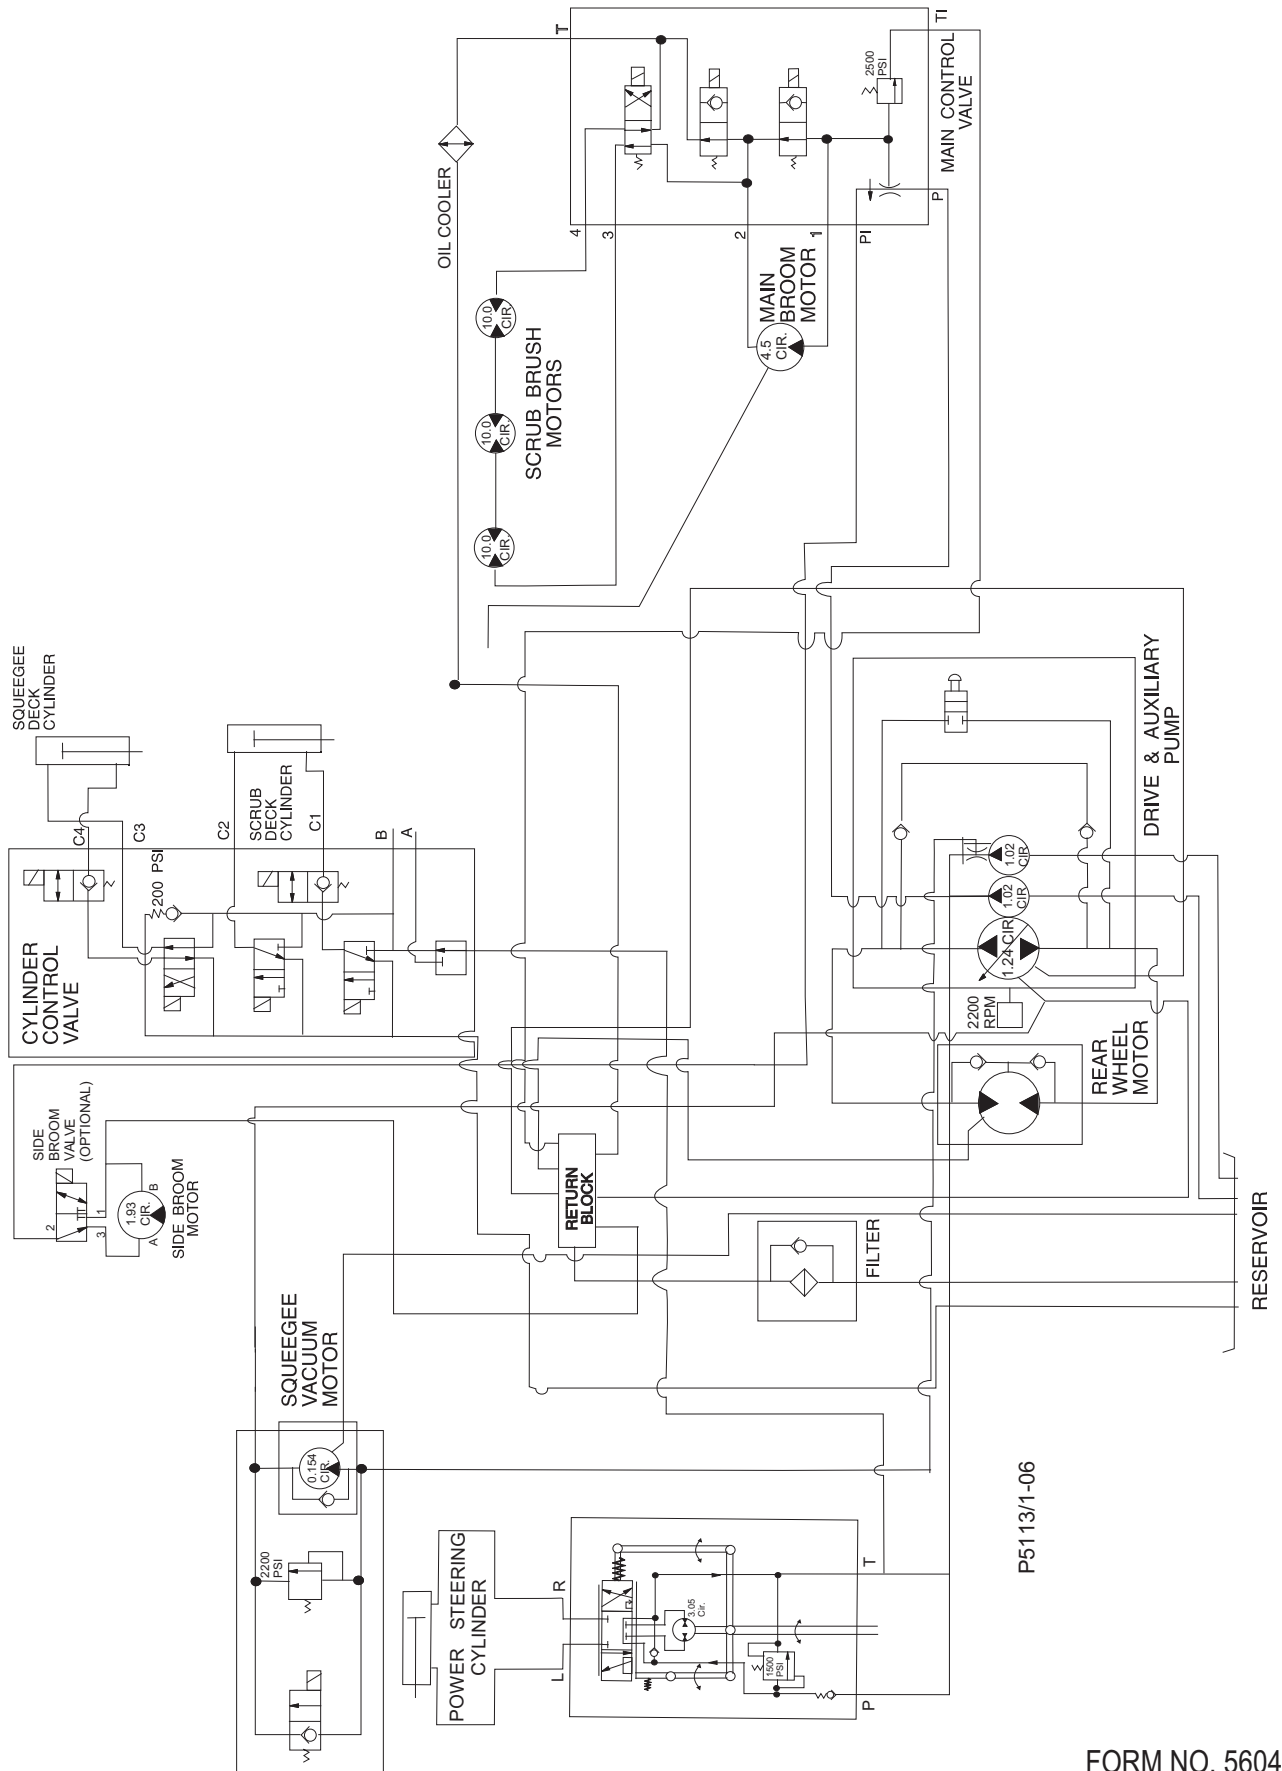 T
TI
2500
PSI
MAIN CONTROL
VALVE
OIL COOLER
4
3
2
1
PI
P
10.0
CIR
10.0
CIR.
10.0
CIR.
SCRUB BRUSH
MOTORS
4.5
CIR.
MAIN
BROOM
MOTOR
SQUEEGEE
DECK
CYLINDER
C4
C3
C2
SCRUB
DECK
CYLINDER
C1
B
A
200 PSI
CYLINDER
CONTROL
VALVE
DRIVE & AUXILIARY
PUMP
1.02
CIR
1.02
CIR
1.24 CIR
2200
RPM
REAR
WHEEL
MOTOR
SIDE
BROOM
VALVE
(OPTIONAL)
2
3
1
1.93
CIR.
A
B
SIDE BROOM
MOTOR
RETURN
BLOCK
FILTER
RESERVOIR
SQUEEGEE
VACUUM
MOTOR
0.154
CIR.
2200
PSI
POWER STEERING
CYLINDER
L
R
3.05
Cir.
1500
PSI
P
T
P5113/1-06
FORM NO. 5604